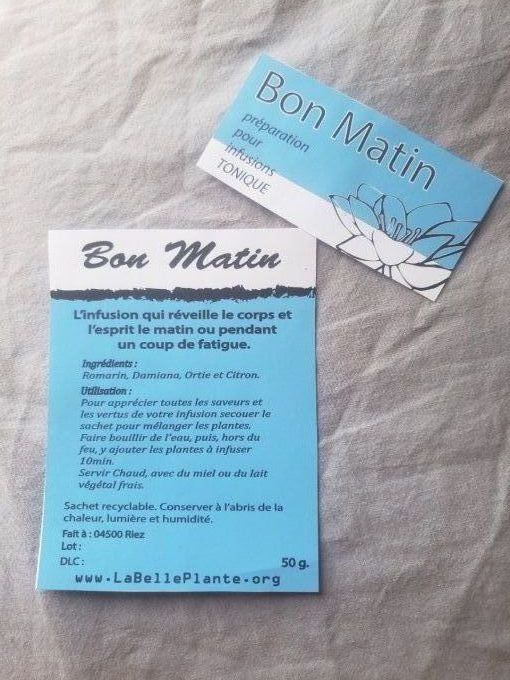 Bon Matin
préparation
pour
infusions
TONIQUE
Bon Matin
L'infusion qui réveille le corps et
l'esprit le matin ou pendant
un coup de fatigue.
Ingrédients :
Romarin, Damiana, Ortie et Citron.
Utilisation :
Pour apprécier toutes les saveurs et
les vertus de votre infusion secouer le
sachet pour mélanger les plantes.
Faire bouillir de l'eau, puis, hors du
feu, y ajouter les plantes à infuser
10min.
Servir Chaud, avec du miel ou du lait
végétal frais.
Sachet recyclable. Conserver à l'abris de la
chaleur, lumière et humidité.
Fait à : 04500 Riez
Lot :
DLC : 50 g.
www.LaBellePlante.org